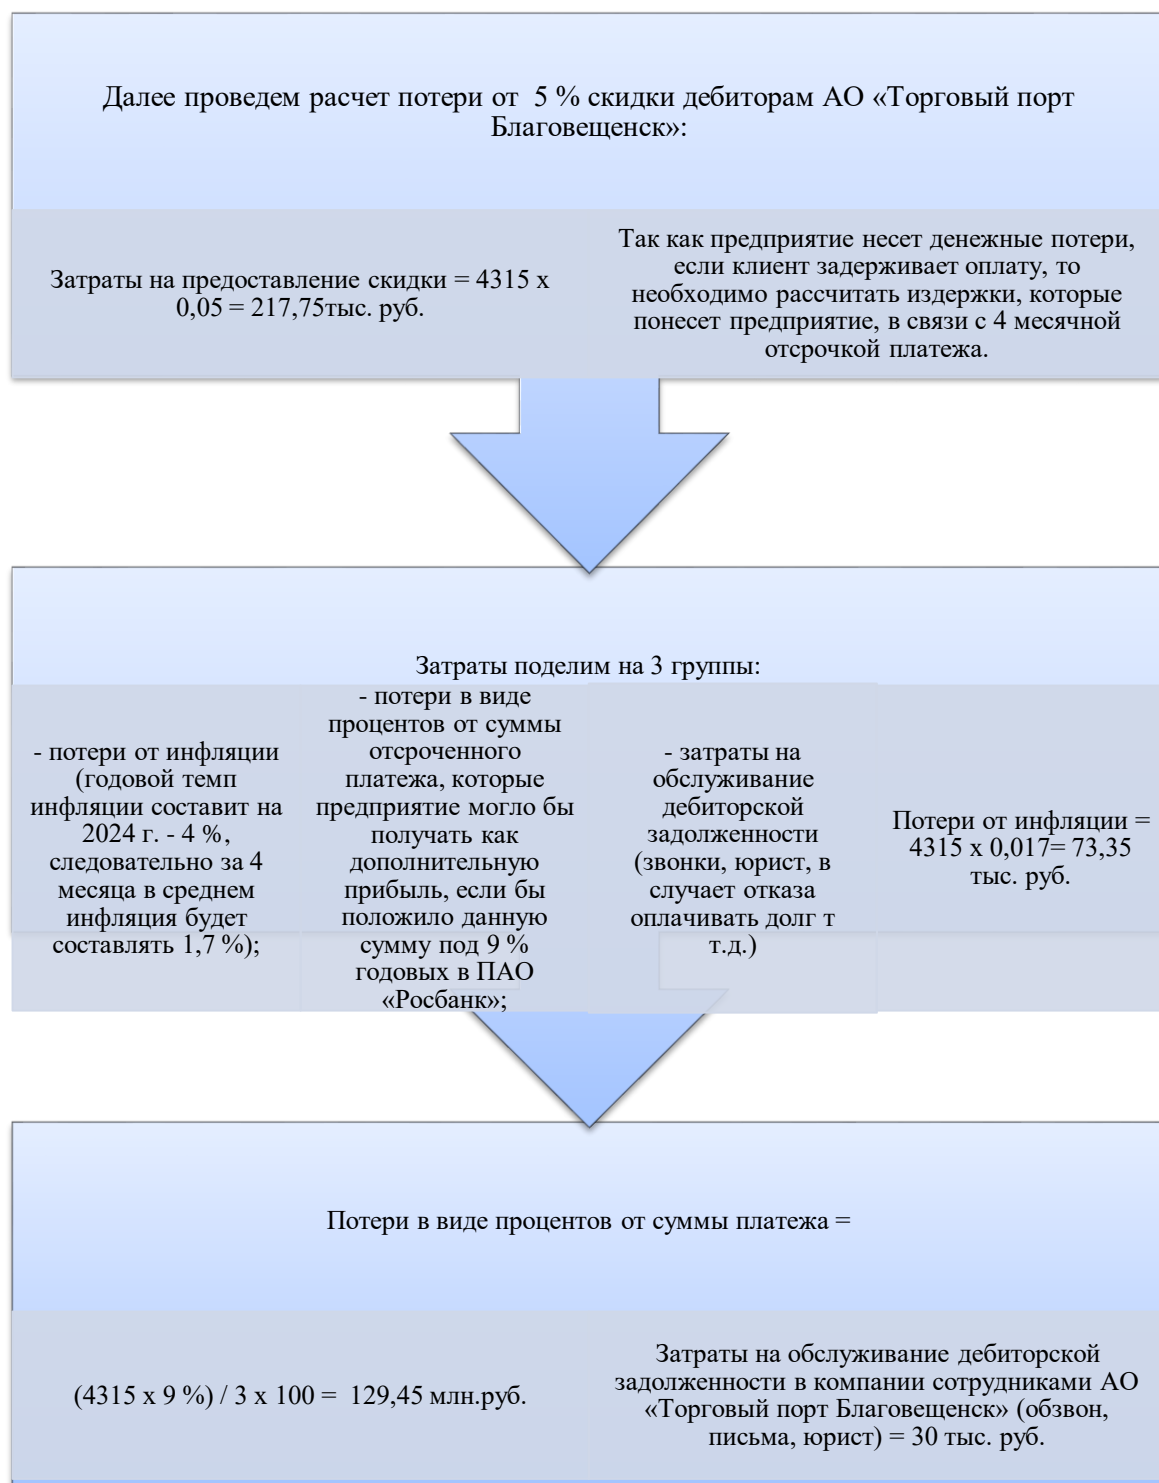 Далее проведем расчет потери от  5 % скидки дебиторам АО «Торговый порт
Благовещенск»:
Затраты на предоставление скидки = 4315 х
0,05 = 217,75тыс. руб.
Так как предприятие несет денежные потери,
если клиент задерживает оплату, то
необходимо рассчитать издержки, которые
понесет предприятие, в связи с 4 месячной
отсрочкой платежа.
Затраты поделим на 3 группы:
- потери от инфляции
(годовой темп
инфляции составит на
2024 г. - 4 %,
следовательно за 4
месяца в среднем
инфляция будет
составлять 1,7 %);
- потери в виде
процентов от суммы
отсроченного
платежа, которые
предприятие могло бы
получать как
дополнительную
прибыль, если бы
положило данную
сумму под 9 %
годовых в ПАО
«Росбанк»;
- затраты на
обслуживание
дебиторской
задолженности
(звонки, юрист, в
случает отказа
оплачивать долг т
т.д.)
Потери от инфляции =
4315 х 0,017= 73,35
тыс. руб.
Потери в виде процентов от суммы платежа =
(4315 х 9 %) / 3 х 100 =  129,45 млн.руб.
Затраты на обслуживание дебиторской
задолженности в компании сотрудниками АО
«Торговый порт Благовещенск» (обзвон,
письма, юрист) = 30 тыс. руб.